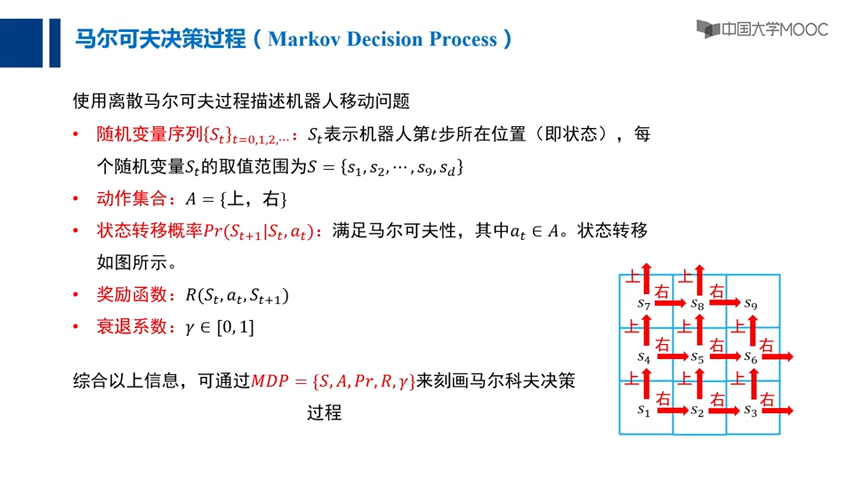 马尔可夫决策过程（Markov Decision Process）
中国大学MOOC
使用离散马尔可夫过程描述机器人移动问题
• 随机变量序列{S_t}_{t=0,1,2,⋯}：S_t表示机器人第t步所在位置（即状态），每
个随机变量S_t的取值范围为S = {s_1, s_2, ⋯, s_9, s_d}
• 动作集合：A = {上，右}
• 状态转移概率Pr(S_{t+1}|S_t, a_t)：满足马尔可夫性，其中a_t ∈ A。状态转移
如图所示。
• 奖励函数：R(S_t, a_t, S_{t+1})
• 衰退系数：γ ∈ [0, 1]
综合以上信息，可通过MDP = {S, A, Pr, R, γ}来刻画马尔科夫决策
过程
上 上
右 右
s_7 s_8 s_9
上 上 上
右 右 右
s_4 s_5 s_6
上 上 上
右 右 右
s_1 s_2 s_3